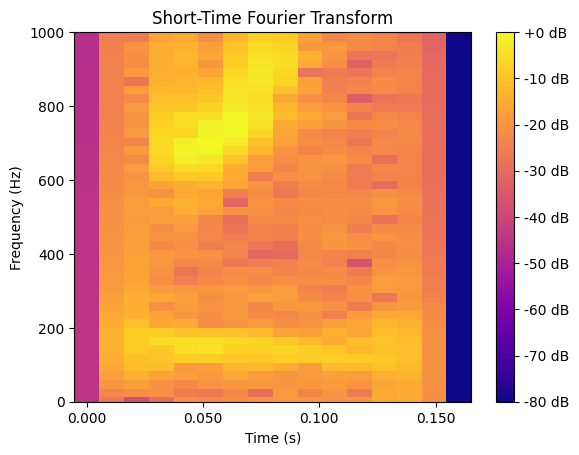 Short-Time Fourier Transform
Frequency (Hz)
1000
800
600
400
200
0
0.000
0.050
0.100
0.150
Time (s)
+0 dB
-10 dB
-20 dB
-30 dB
-40 dB
-50 dB
-60 dB
-70 dB
-80 dB